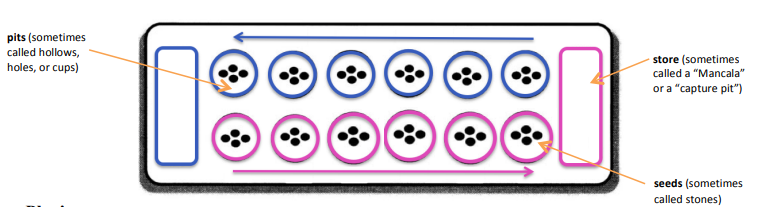 pits (sometimes
called hollows,
holes, or cups)
store (sometimes
called a “Mancala”
or a “capture pit”)
seeds (sometimes
called stones)